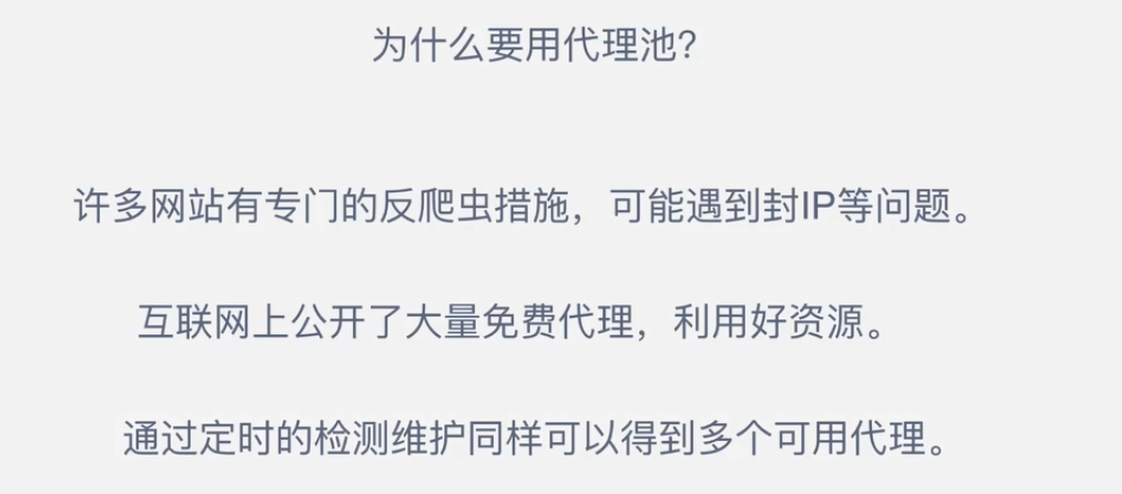 为什么要用代理池?
许多网站有专门的反爬虫措施，可能遇到封IP等问题。
互联网上公开了大量免费代理，利用好资源。
通过定时的检测维护同样可以得到多个可用代理。